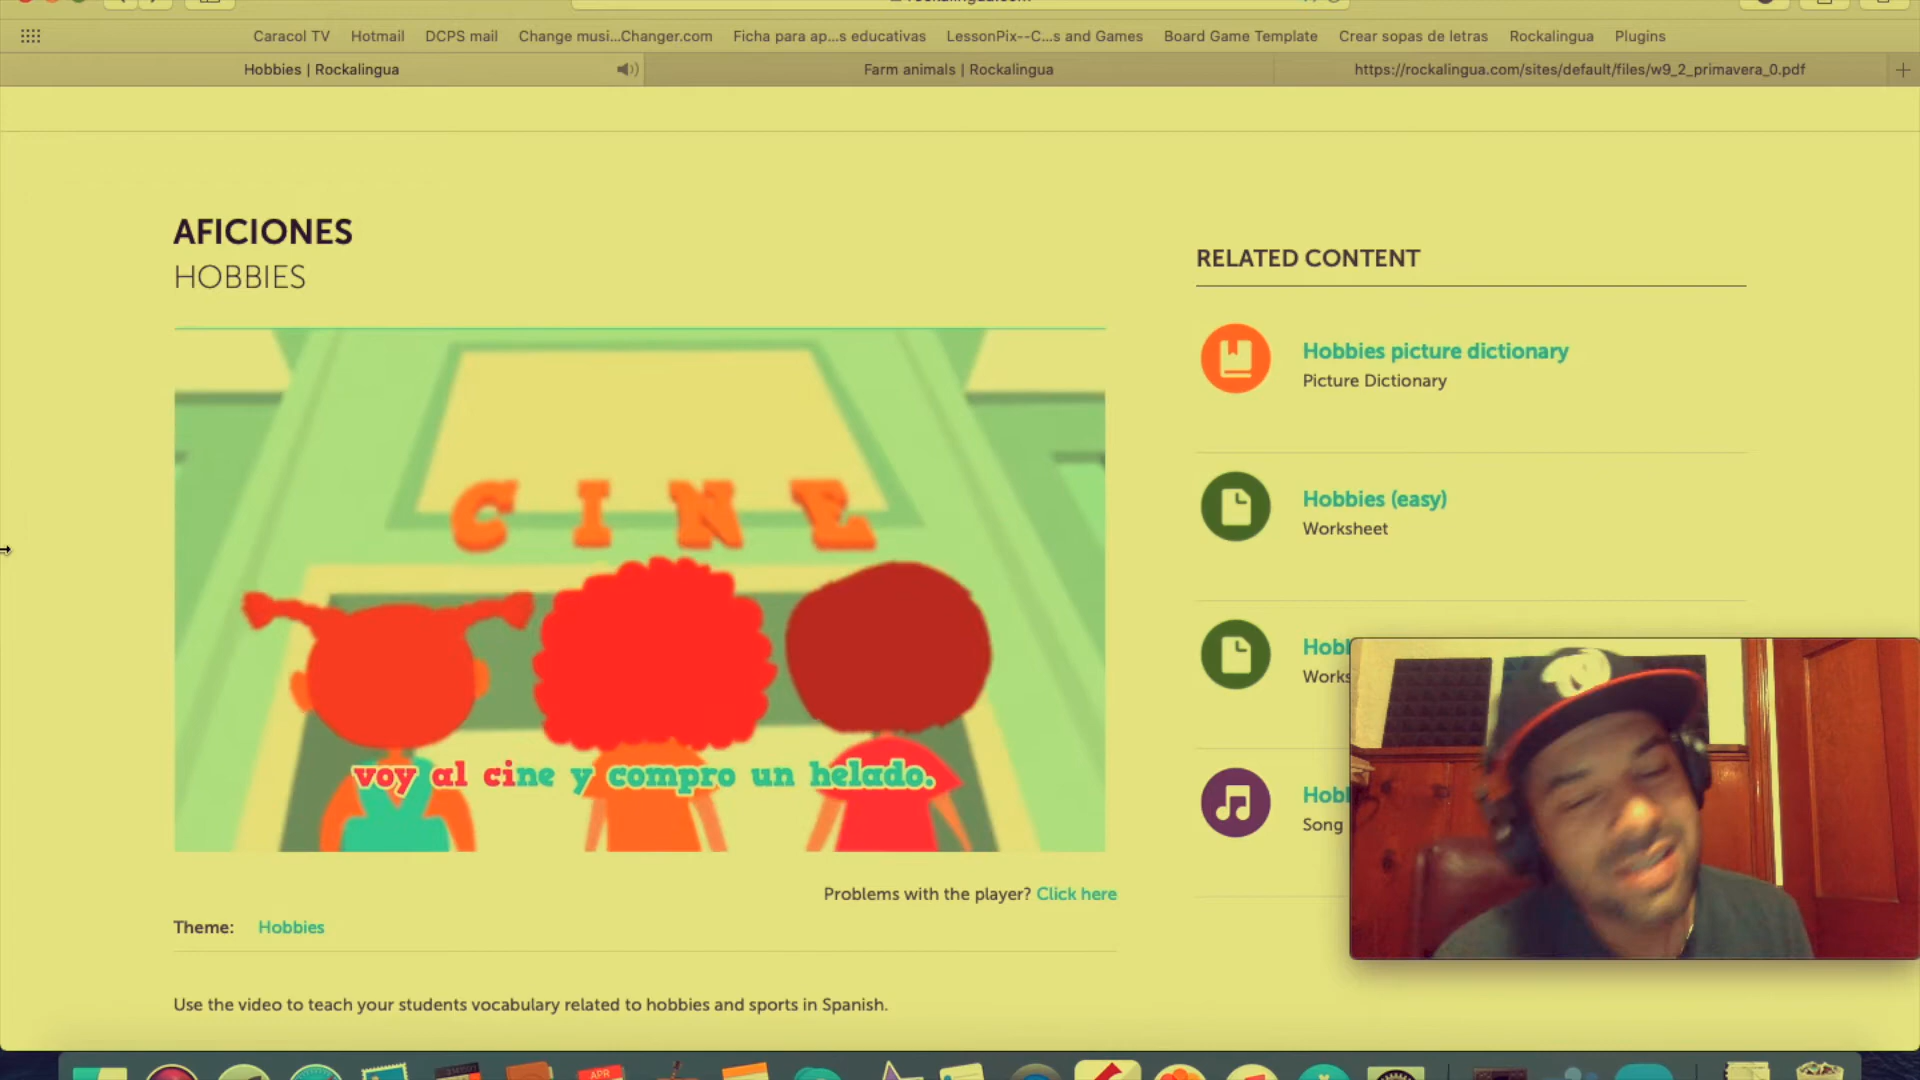 Caracol TV Hotmail DCPS mail Change musi...Changer.com Ficha para ap...s educativas LessonPix--C...s and Games Board Game Template Crear sopas de letras Rockalingua Plugins
Hobbies | Rockalingua Farm animals | Rockalingua https://rockalingua.com/sites/default/files/w9_2_primavera_0.pdf
AFICIONES
HOBBIES
CINE
voy al cine y compro un helado.
Problems with the player? Click here
Theme: Hobbies
Use the video to teach your students vocabulary related to hobbies and sports in Spanish.
RELATED CONTENT
Hobbies picture dictionary
Picture Dictionary
Hobbies (easy)
Worksheet
Song
APR